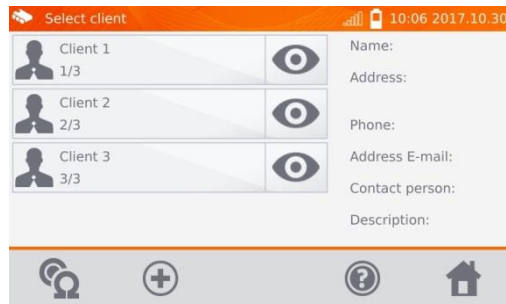 Select client
10:06 2017.10.30
Client 1
1/3
Client 2
2/3
Client 3
3/3
Name:
Address:
Phone:
Address E-mail:
Contact person:
Description: